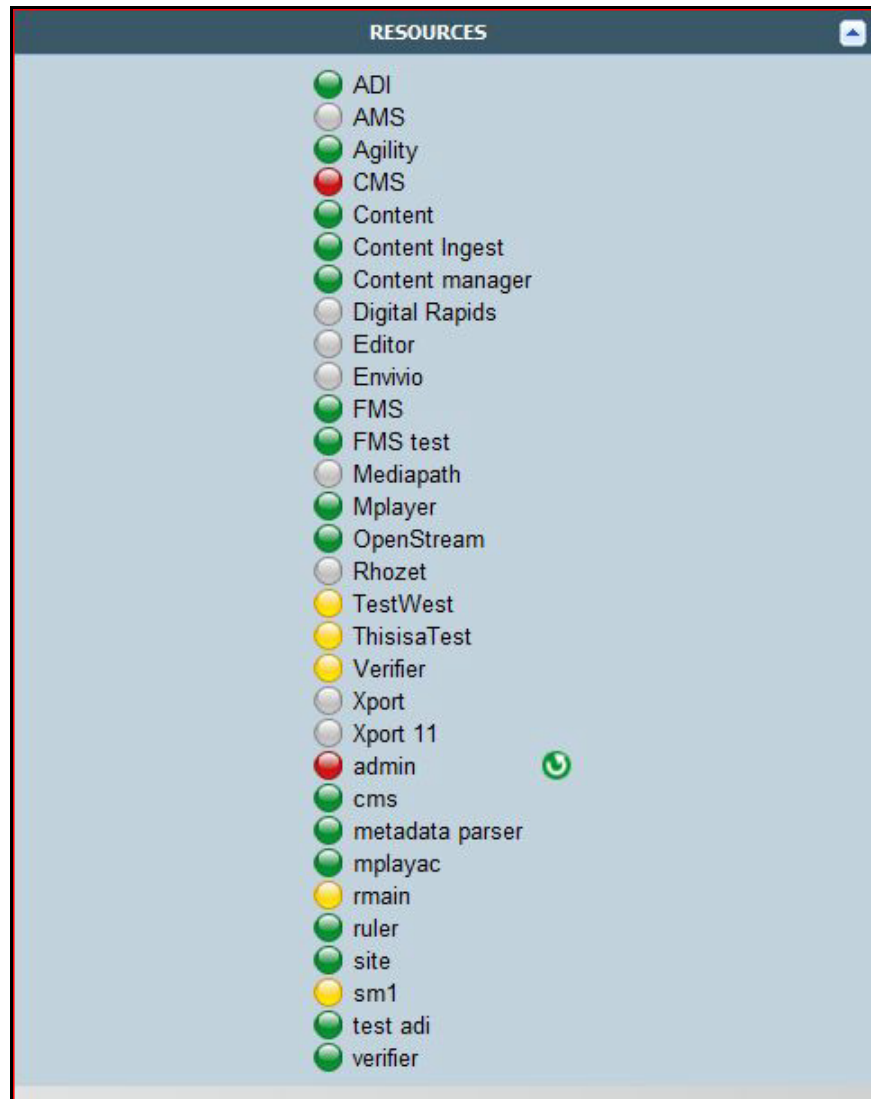 RESOURCES
ADI
AMS
Agility
CMS
Content
Content Ingest
Content manager
Digital Rapids
Editor
Envivio
FMS
FMS test
Mediapath
Mplayer
OpenStream
Rhozet
TestWest
ThisisaTest
Verifier
Xport
Xport 11
admin
cms
metadata parser
mplayac
rmain
ruler
site
sm1
test adi
verifier